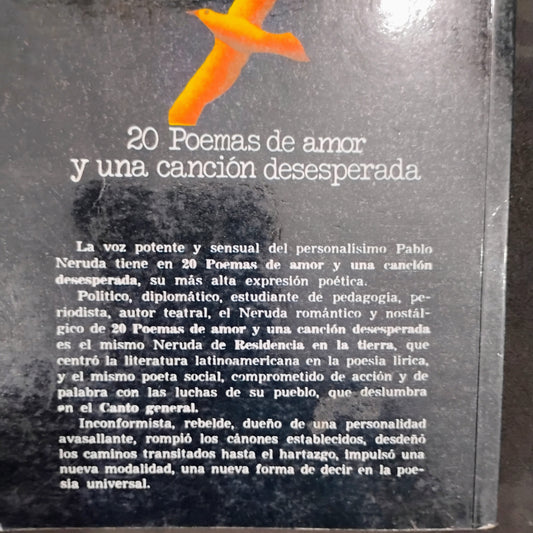 20 Poemas de amor
y una canción desesperada
La voz potente y sensual del personalísimo Pablo
Neruda tiene en 20 Poemas de amor y una canción
desesperada, su más alta expresión poética.
Político, diplomático, estudiante de pedagogía, pe-
riodista, autor teatral, el Neruda romántico y nostál-
gico de 20 Poemas de amor y una canción desesperada
es el mismo Neruda de Residencia en la tierra, que
centró la literatura latinoamericana en la poesía lírica,
y el mismo poeta social, comprometido de acción y de
palabra con las luchas de su pueblo, que deslumbra
en el Canto general.
Inconformista, rebelde, dueño de una personalidad
avasallante, rompió los cánones establecidos, desdeñó
los caminos transitados hasta el hartazgo, impulsó una
nueva modalidad, una nueva forma de decir en la poe-
sía universal.